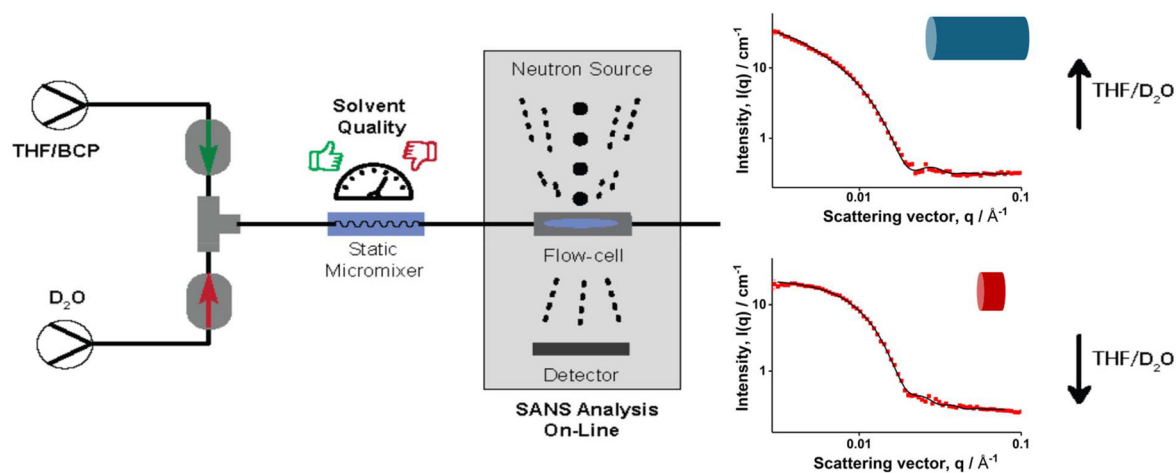 THF/BCP
D₂O
Solvent
Quality
Static
Micromixer
Neutron Source
Flow-cell
Detector
SANS Analysis
On-Line
Intensity, I(q) / cm⁻¹
10
1
0.01
0.1
Scattering vector, q / Å⁻¹
THF/D₂O
Intensity, I(q) / cm⁻¹
10
1
0.01
0.1
Scattering vector, q / Å⁻¹
THF/D₂O